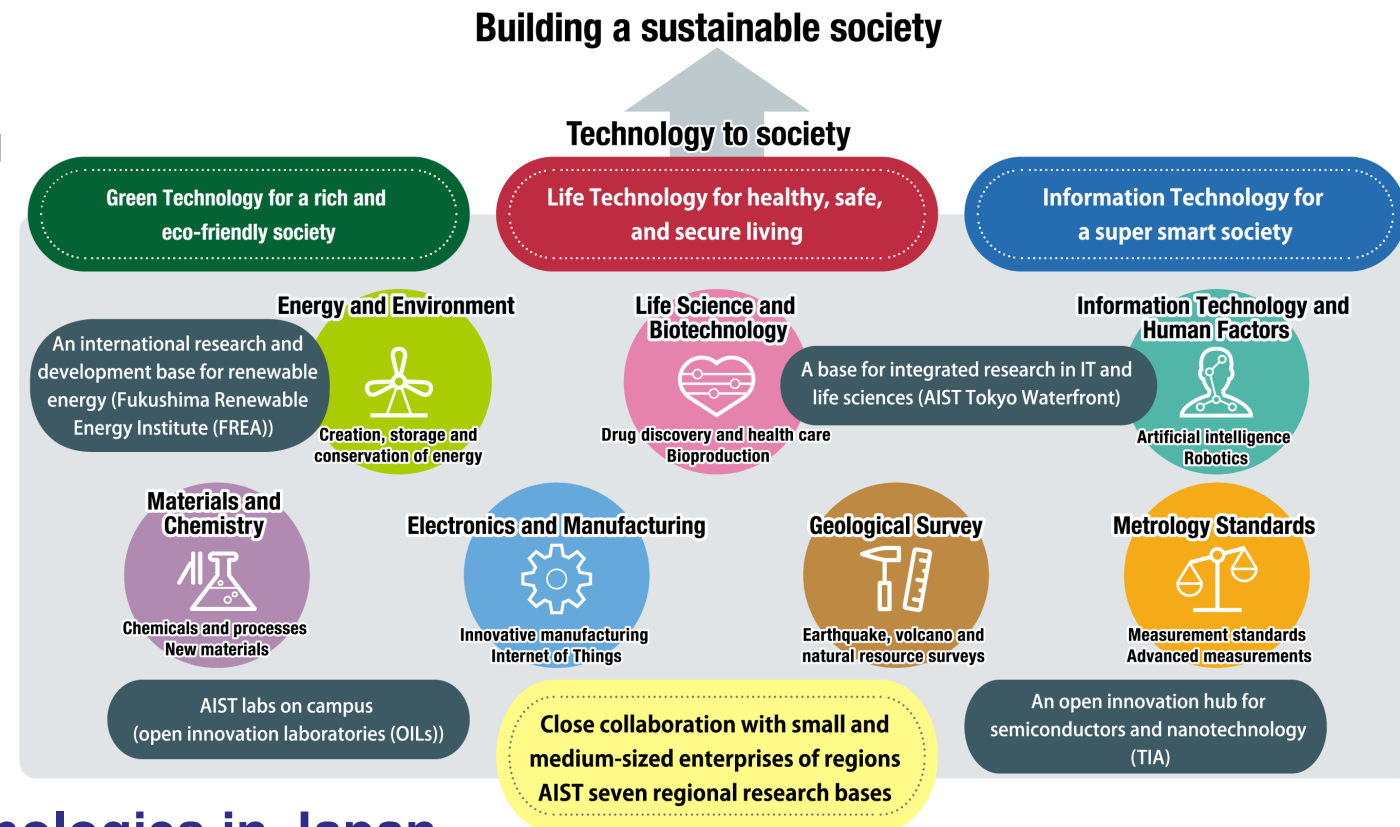 Building a sustainable society
Technology to society
Green Technology for a rich and
eco-friendly society
Life Technology for healthy, safe,
and secure living
Information Technology for
a super smart society
Energy and Environment
Creation, storage and
conservation of energy
An international research and
development base for renewable
energy (Fukushima Renewable
Energy Institute (FREA))
Life Science and
Biotechnology
Drug discovery and health care
Bioproduction
A base for integrated research in IT and
life sciences (AIST Tokyo Waterfront)
Information Technology and
Human Factors
Artificial intelligence
Robotics
Materials and
Chemistry
Chemicals and processes
New materials
Electronics and Manufacturing
Innovative manufacturing
Internet of Things
Geological Survey
Earthquake, volcano and
natural resource surveys
Metrology Standards
Measurement standards
Advanced measurements
AIST labs on campus
(open innovation laboratories (OILs))
Close collaboration with small and
medium-sized enterprises of regions
AIST seven regional research bases
An open innovation hub for
semiconductors and nanotechnology
(TIA)
in Japan